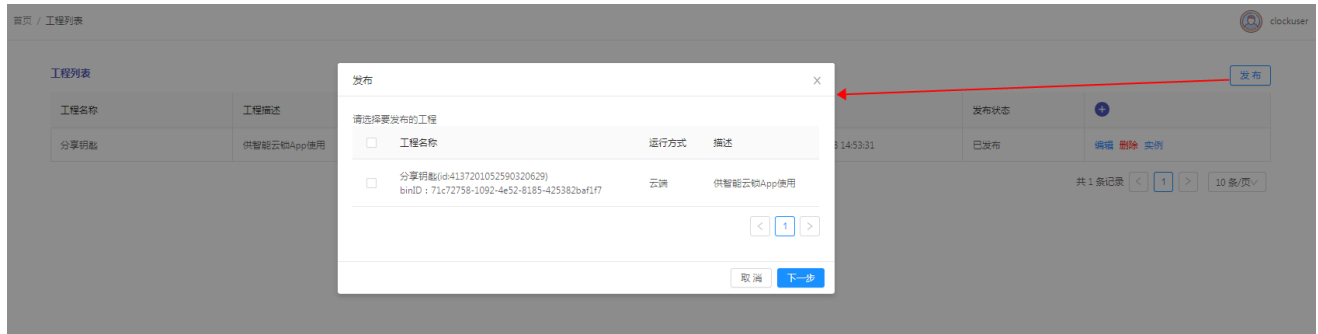 首页 / 工程列表
clockuser
工程列表
发布
工程名称
工程描述
发布状态
分享钥匙
供智能云锁App使用
14:53:31
已发布
编辑 删除 实例
共 1 条记录 < 1 > 10 条/页
发布
请选择要发布的工程
工程名称
运行方式
描述
分享钥匙(id:4137201052590320629)
binID：71c72758-1092-4e52-8185-425382baf1f7
云端
供智能云锁App使用
< 1 >
取 消
下一步